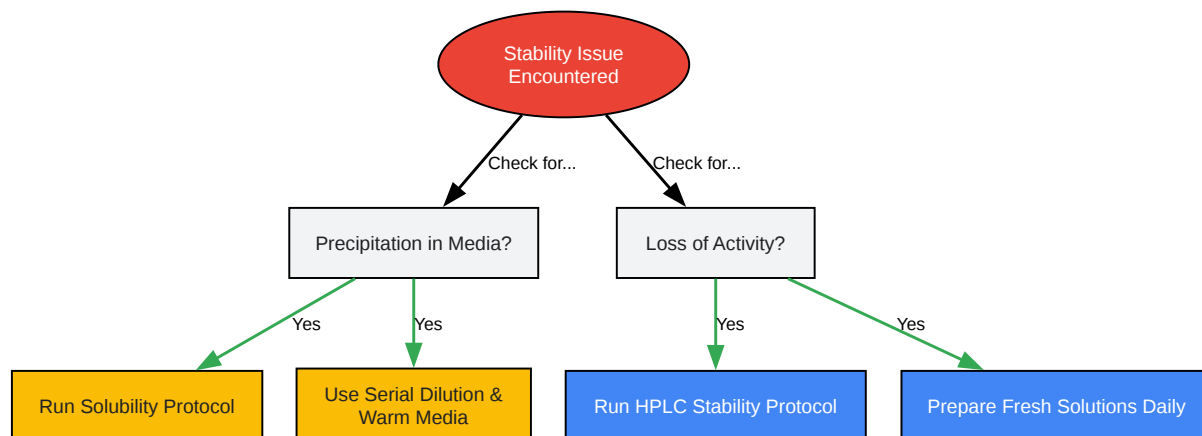 Stability Issue
Encountered
Check for...
Check for...
Precipitation in Media?
Loss of Activity?
Yes
Yes
Yes
Yes
Run Solubility Protocol
Use Serial Dilution &
Warm Media
Run HPLC Stability Protocol
Prepare Fresh Solutions Daily